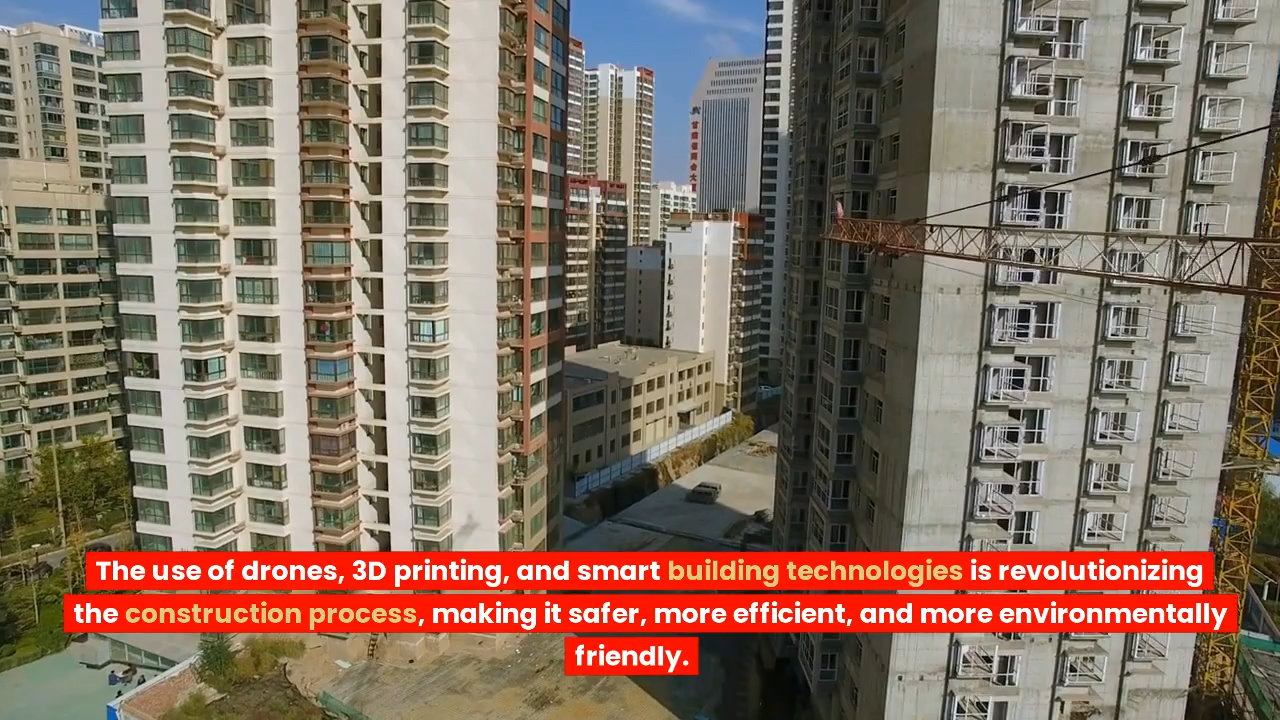 The use of drones, 3D printing, and smart building technologies is revolutionizing
the construction process, making it safer, more efficient, and more environmentally
friendly.